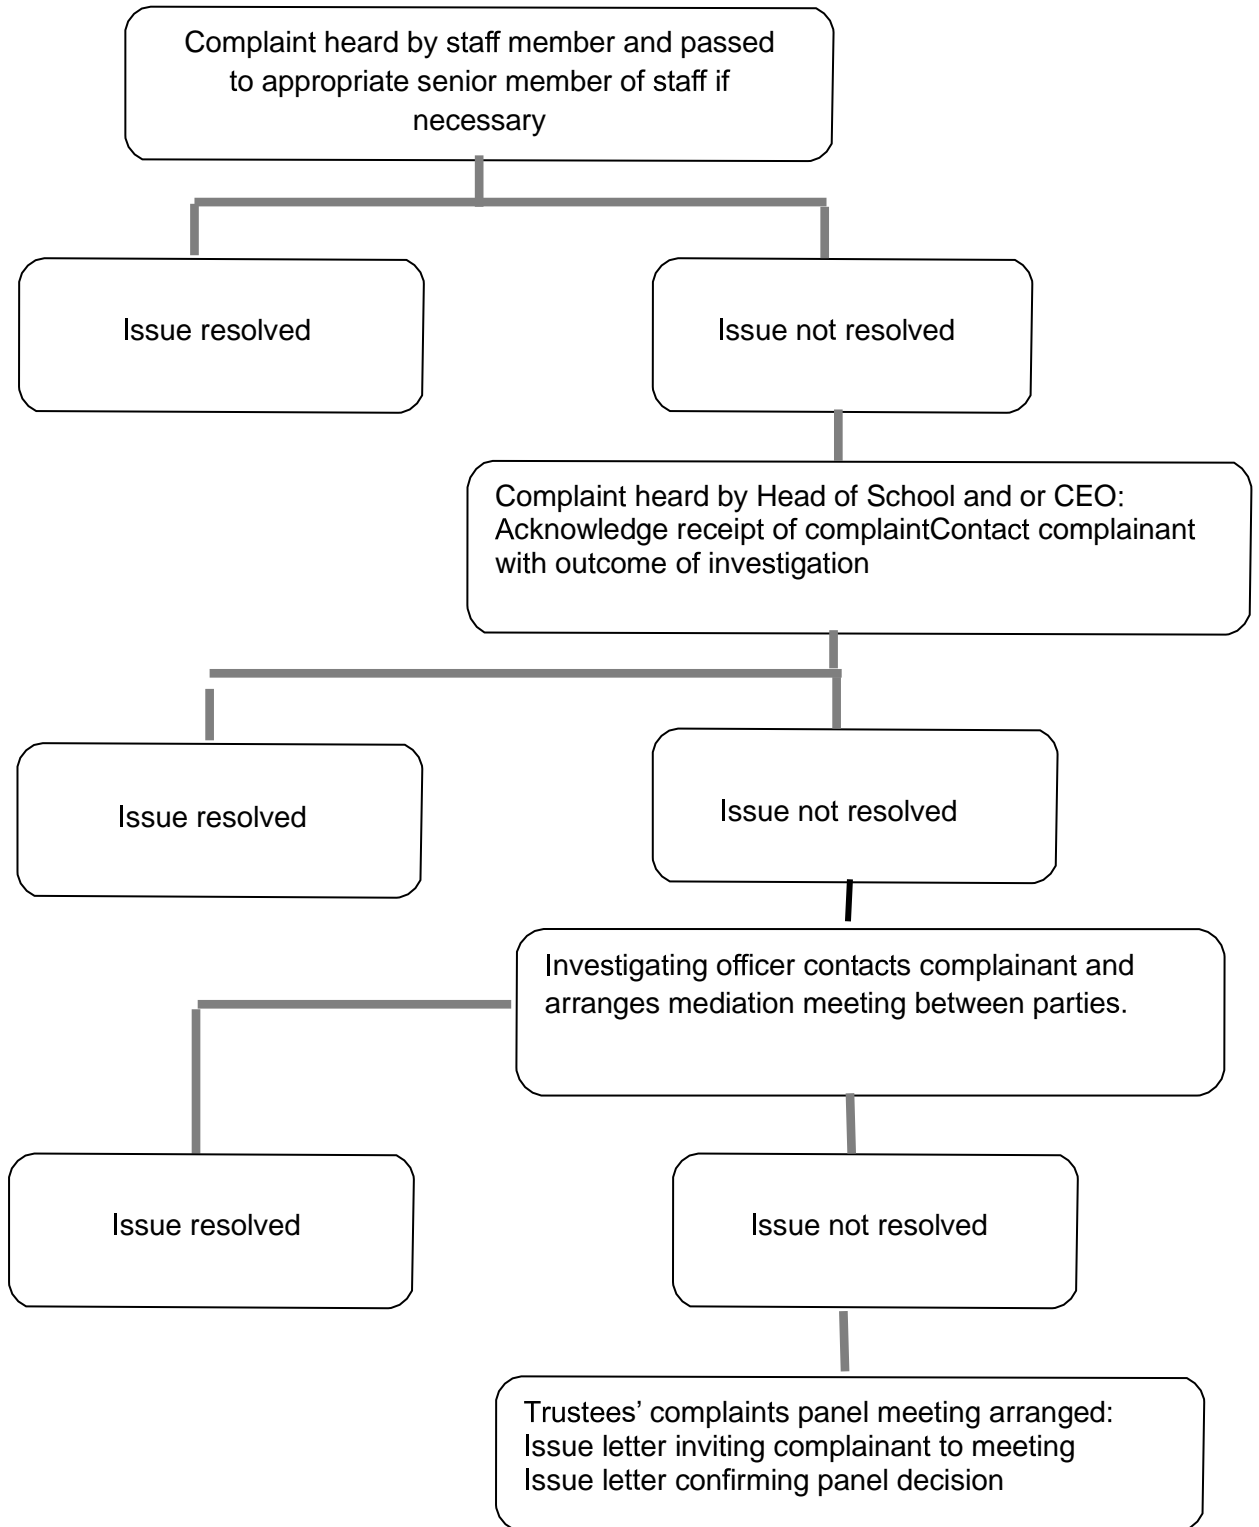 Complaint heard by staff member and passed
to appropriate senior member of staff if
necessary
Issue resolved
Issue not resolved
Complaint heard by Head of School and or CEO:
Acknowledge receipt of complaintContact complainant
with outcome of investigation
Issue resolved
Issue not resolved
Investigating officer contacts complainant and
arranges mediation meeting between parties.
Issue resolved
Issue not resolved
Trustees’ complaints panel meeting arranged:
Issue letter inviting complainant to meeting
Issue letter confirming panel decision